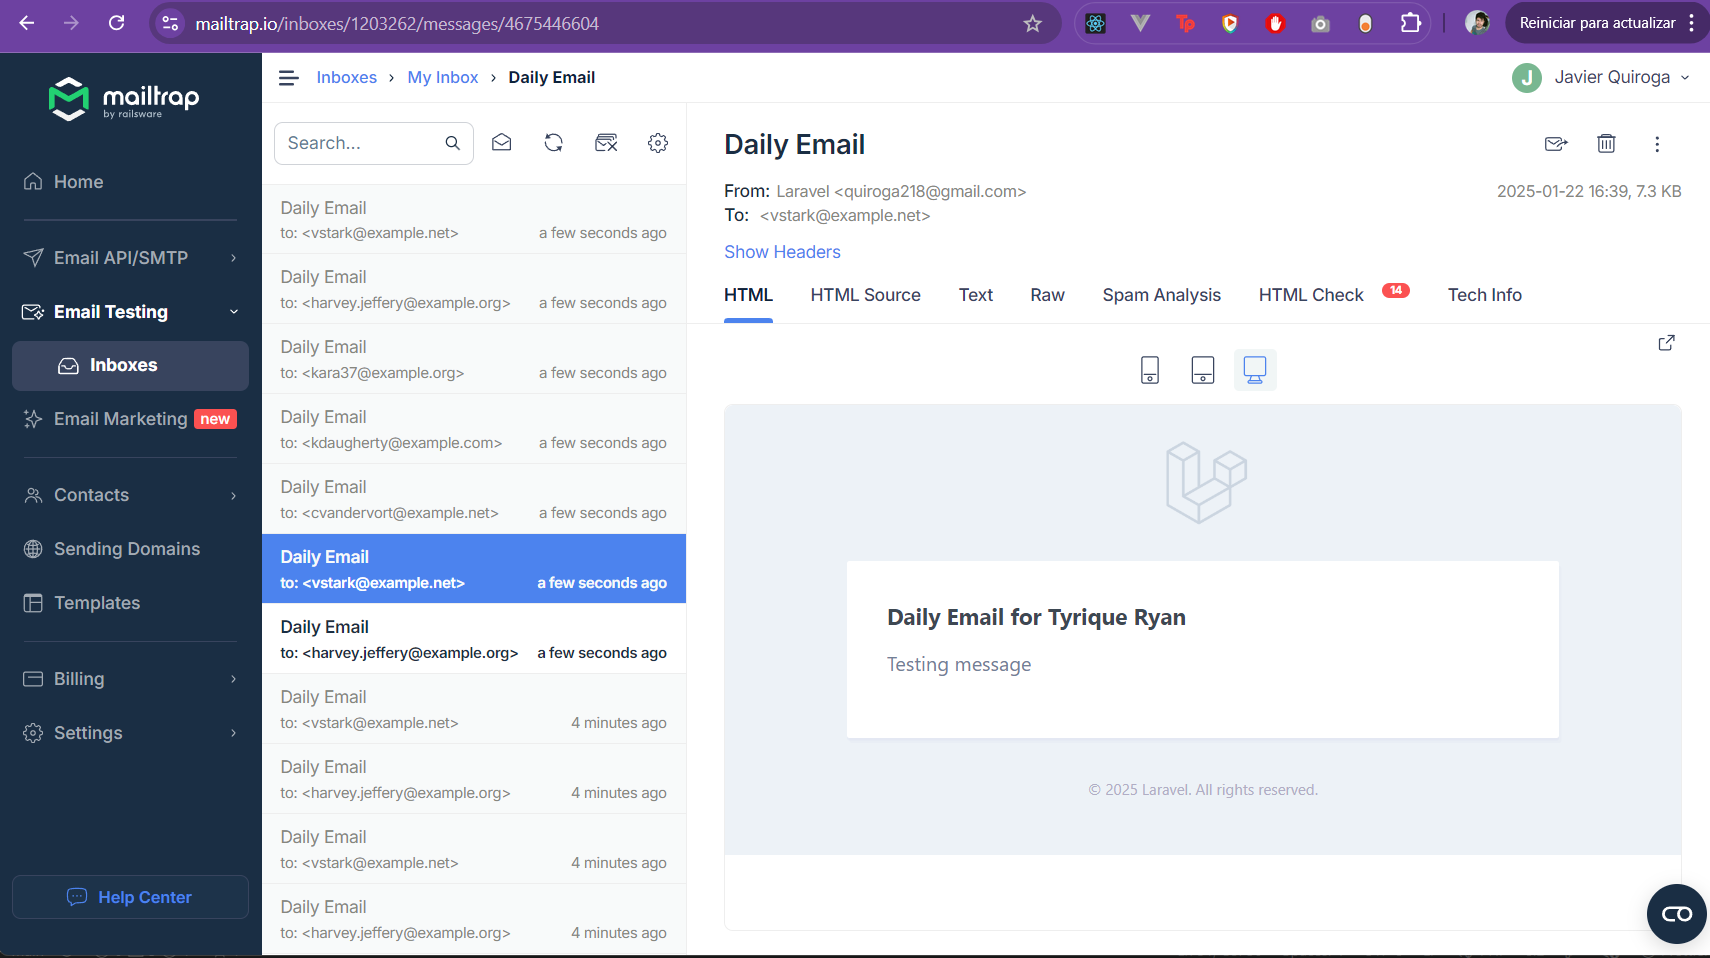 mailtrap.io/inboxes/1203262/messages/4675446604
Tp
Reiniciar para actualizar
mailtrap
by railsware
Home
Email API/SMTP
Email Testing
Inboxes
Email Marketing new
Contacts
Sending Domains
Templates
Billing
Settings
Help Center
Inboxes > My Inbox > Daily Email
J Javier Quiroga
Search...
Daily Email
to: <vstark@example.net> a few seconds ago
Daily Email
to: <harvey.jeffery@example.org> a few seconds ago
Daily Email
to: <kara37@example.org> a few seconds ago
Daily Email
to: <kdaugherty@example.com> a few seconds ago
Daily Email
to: <cvandervort@example.net> a few seconds ago
Daily Email
to: <vstark@example.net> a few seconds ago
Daily Email
to: <harvey.jeffery@example.org> a few seconds ago
Daily Email
to: <vstark@example.net> 4 minutes ago
Daily Email
to: <harvey.jeffery@example.org> 4 minutes ago
Daily Email
to: <vstark@example.net> 4 minutes ago
Daily Email
to: <harvey.jeffery@example.org> 4 minutes ago
Daily Email
From: Laravel <quiroga218@gmail.com> 2025-01-22 16:39, 7.3 KB
To: <vstark@example.net>
Show Headers
HTML HTML Source Text Raw Spam Analysis HTML Check 14 Tech Info
Daily Email for Tyrique Ryan
Testing message
© 2025 Laravel. All rights reserved.